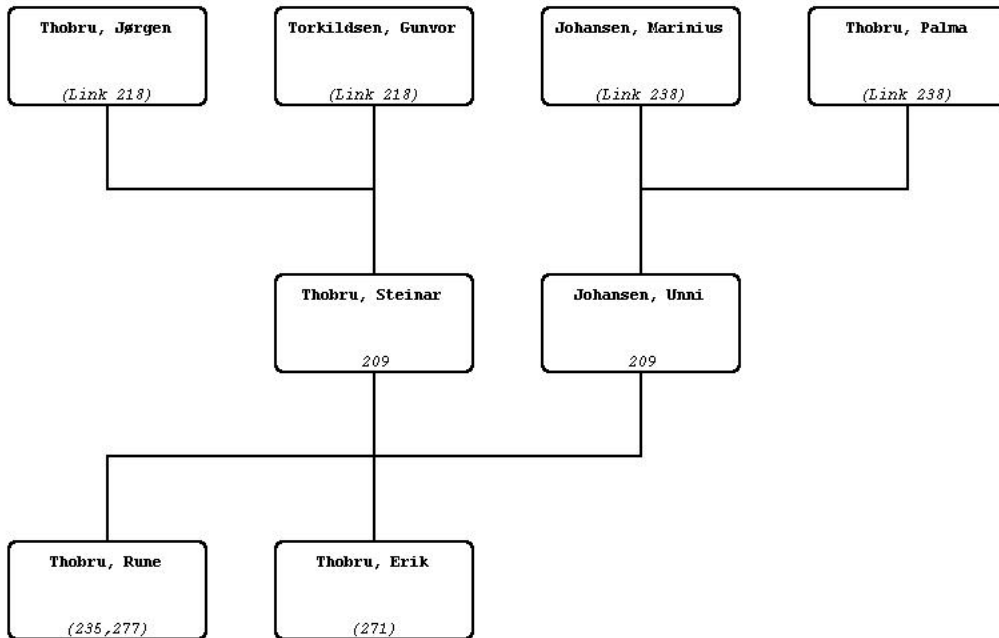 Thobru, Jørgen
Torkildsen, Gunvor
Johansen, Marinius
Thobru, Palma
(Link 218)
(Link 218)
(Link 238)
(Link 238)
Thobru, Steinar
Johansen, Unni
209
209
Thobru, Rune
Thobru, Erik
(235,277)
(271)